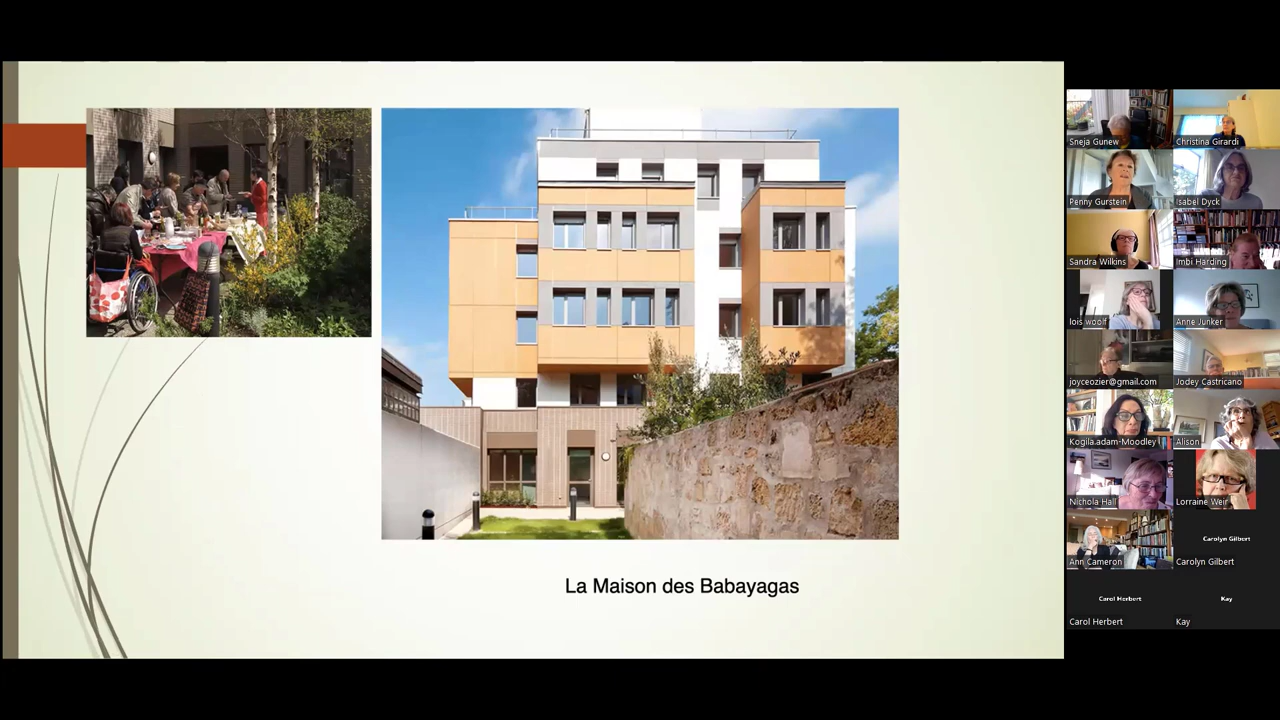 La Maison des Babayagas
Sneja Gunew
Christina Girardi
Penny Gurstein
Isabel Dyck
Sandra Wilkins
Imbi Harding
lois woolf
Anne Junker
joyceozier@gmail.com
Jodey Castricano
Kogila.adam-Moodley
Alison
Nichola Hall
Lorraine Weir
Ann Cameron
Carolyn Gilbert
Carolyn Gilbert
Carol Herbert
Carol Herbert
Kay
Kay